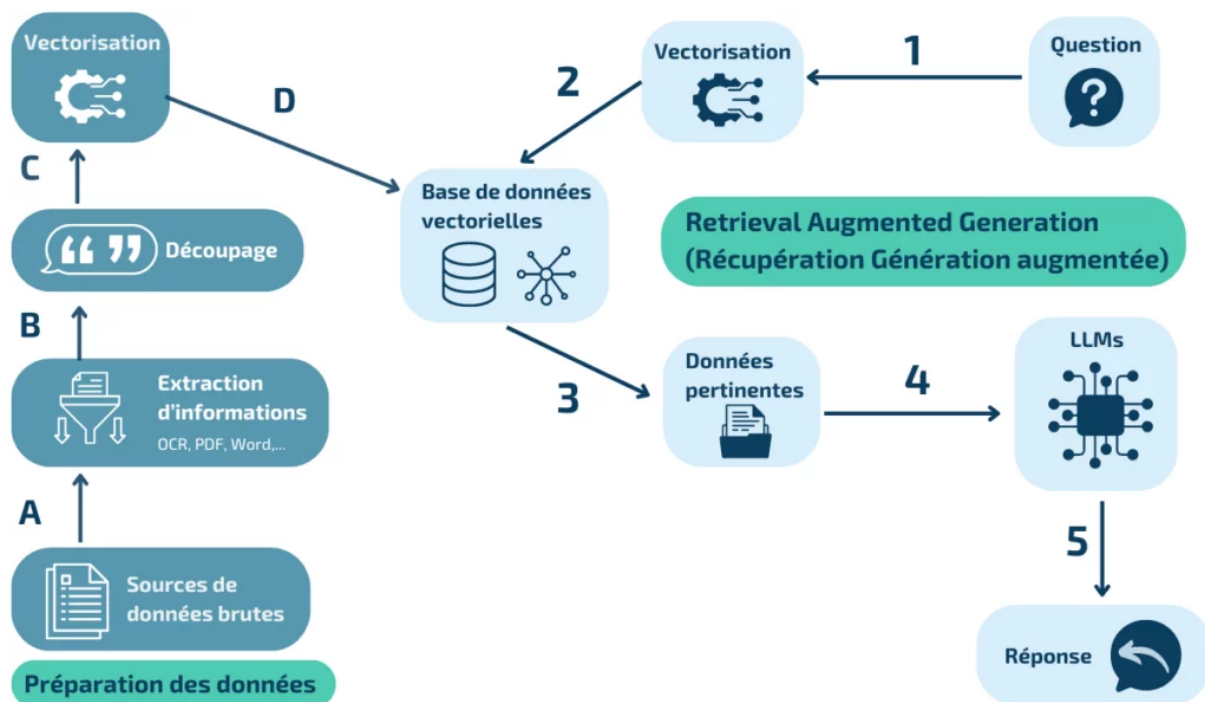 Vectorisation
D
C
Découpage
B
Extraction
d'informations
OCR, PDF, Word,...
A
Sources de
données brutes
Préparation des données
Question
?
1
Vectorisation
2
Base de données
vectorielles
Retrieval Augmented Generation
(Récupération Génération augmentée)
3
Données
pertinentes
4
LLMs
5
Réponse